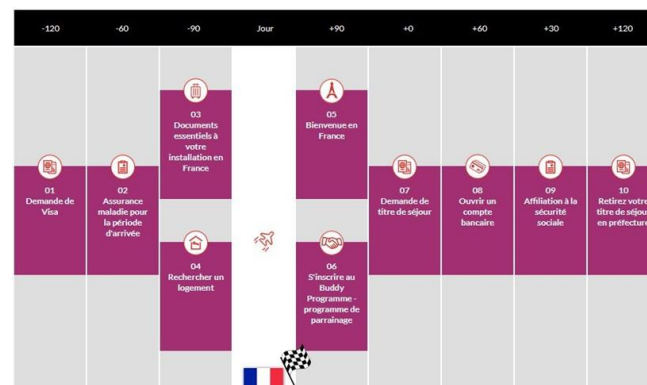 -120
-60
-90
Jour
+90
+0
+60
+30
+120
03
Documents
essentiels à
votre
installation en
France
05
Bienvenue en
France
01
Demande de
Visa
02
Assurance
maladie pour
la période
d'arrivée
07
Demande de
titre de séjour
08
Ouvrir un
compte
bancaire
09
Affiliation à la
sécurité
sociale
10
Retirez votre
titre de séjour
en préfecture
04
Rechercher un
logement
06
S'inscrire au
Buddy
Programme -
programme de
parrainage